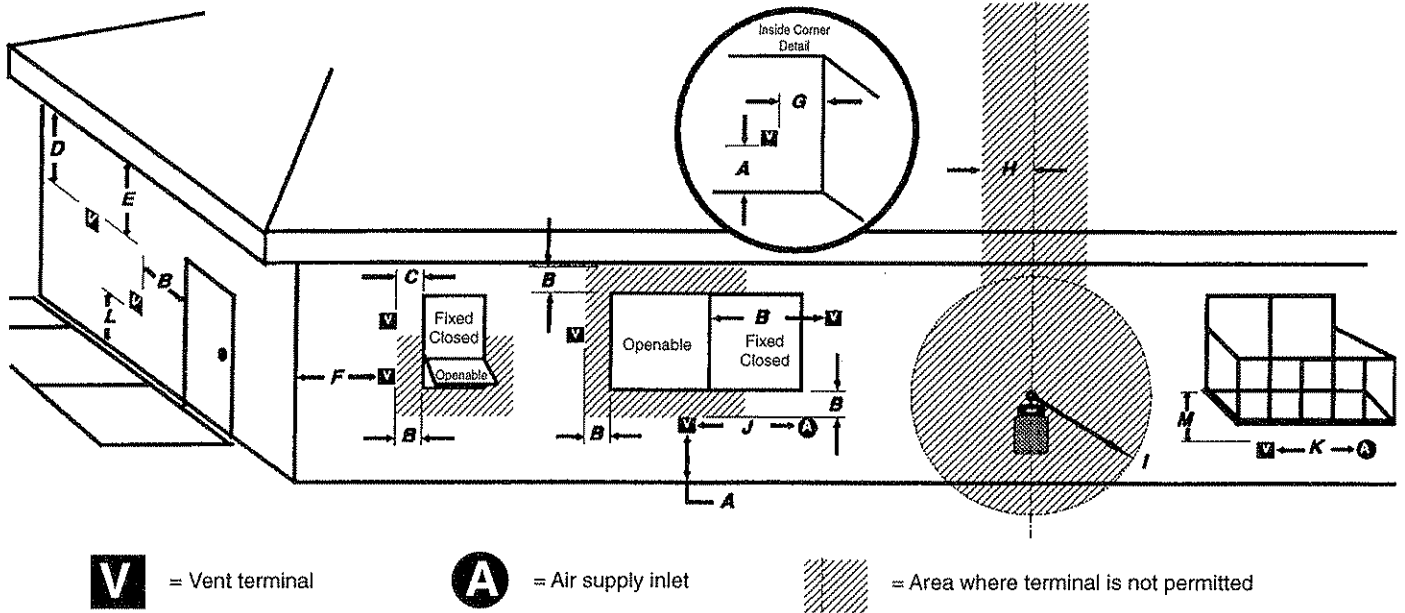 Inside Corner
Detail
G
V
A
H
D
E
V
B
V
L
C
B
V
Fixed
Closed
Openable
V
Openable
B
V
Fixed
Closed
F
V
B
B
B
V
J
A
A
I
M
V
K
A
V = Vent terminal
A = Air supply inlet
= Area where terminal is not permitted